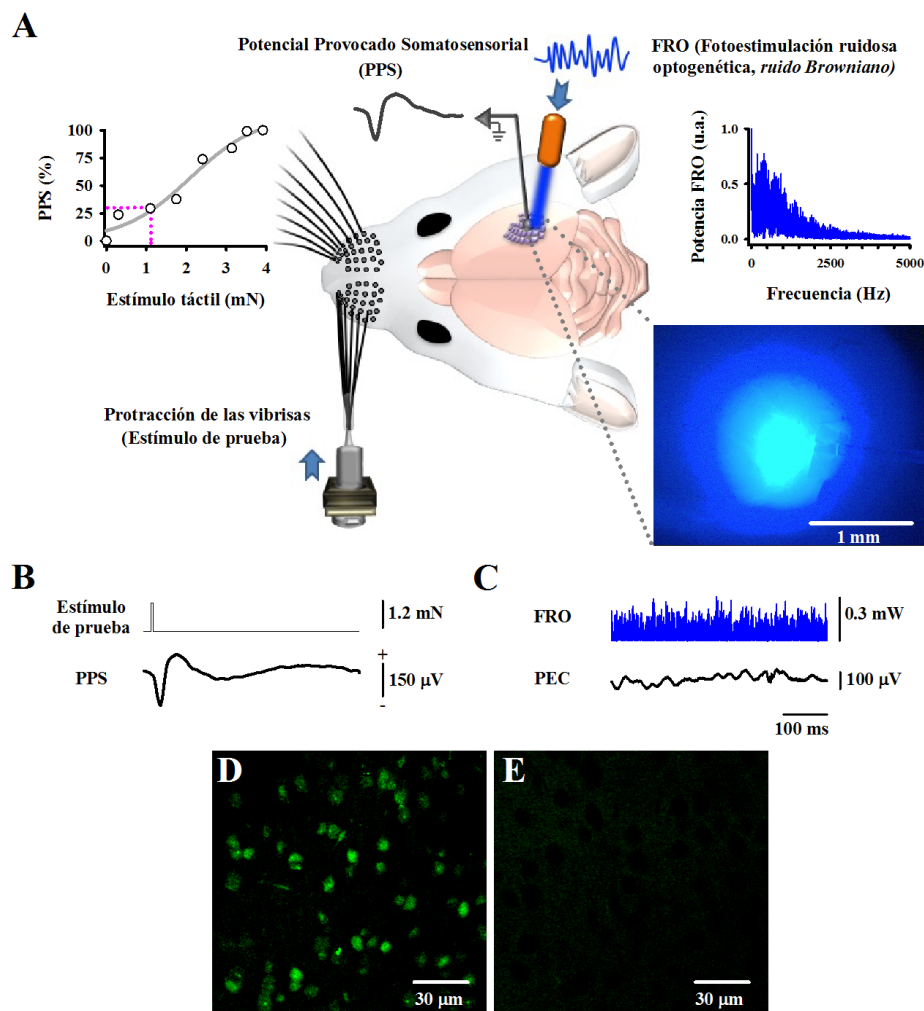 A
Potencial Provocado Somatosensorial
(PPS)
FRO (Fotoestimulación ruidosa
optogenética, ruido Browniano)
PPS (%)
100
75
50
25
0
0
1
2
3
4
Estímulo táctil (mN)
Potencia FRO (u.a.)
1.0
0.5
0.0
0
2500
5000
Frecuencia (Hz)
Protracción de las vibrisas
(Estímulo de prueba)
1 mm
B
Estímulo
de prueba
1.2 mN
PPS
+
150 µV
-
C
FRO
0.3 mW
PEC
100 µV
100 ms
D
30 µm
E
30 µm